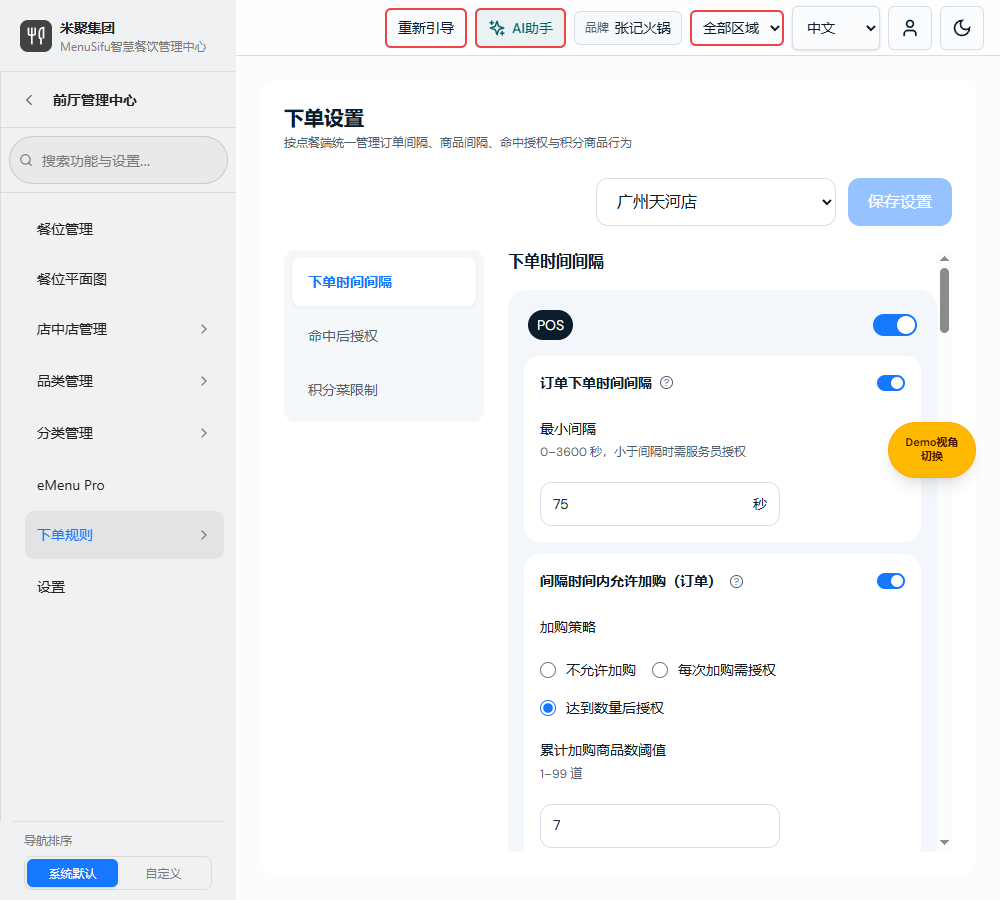 米聚集团
MenuSifu智慧餐饮管理中心
重新引导
AI助手
品牌 张记火锅
全部区域
中文
前厅管理中心
搜索功能与设置...
餐位管理
餐位平面图
店中店管理
品类管理
分类管理
eMenu Pro
下单规则
设置
导航排序
系统默认
自定义
下单设置
按点餐端统一管理订单间隔、商品间隔、命中授权与积分商品行为
广州天河店
保存设置
下单时间间隔
命中后授权
积分菜限制
下单时间间隔
POS
订单下单时间间隔 ?
最小间隔
0–3600 秒，小于间隔时需服务员授权
75 秒
Demo视角
切换
间隔时间内允许加购（订单） ?
加购策略
不允许加购 每次加购需授权
达到数量后授权
累计加购商品数阈值
1–99 道
7